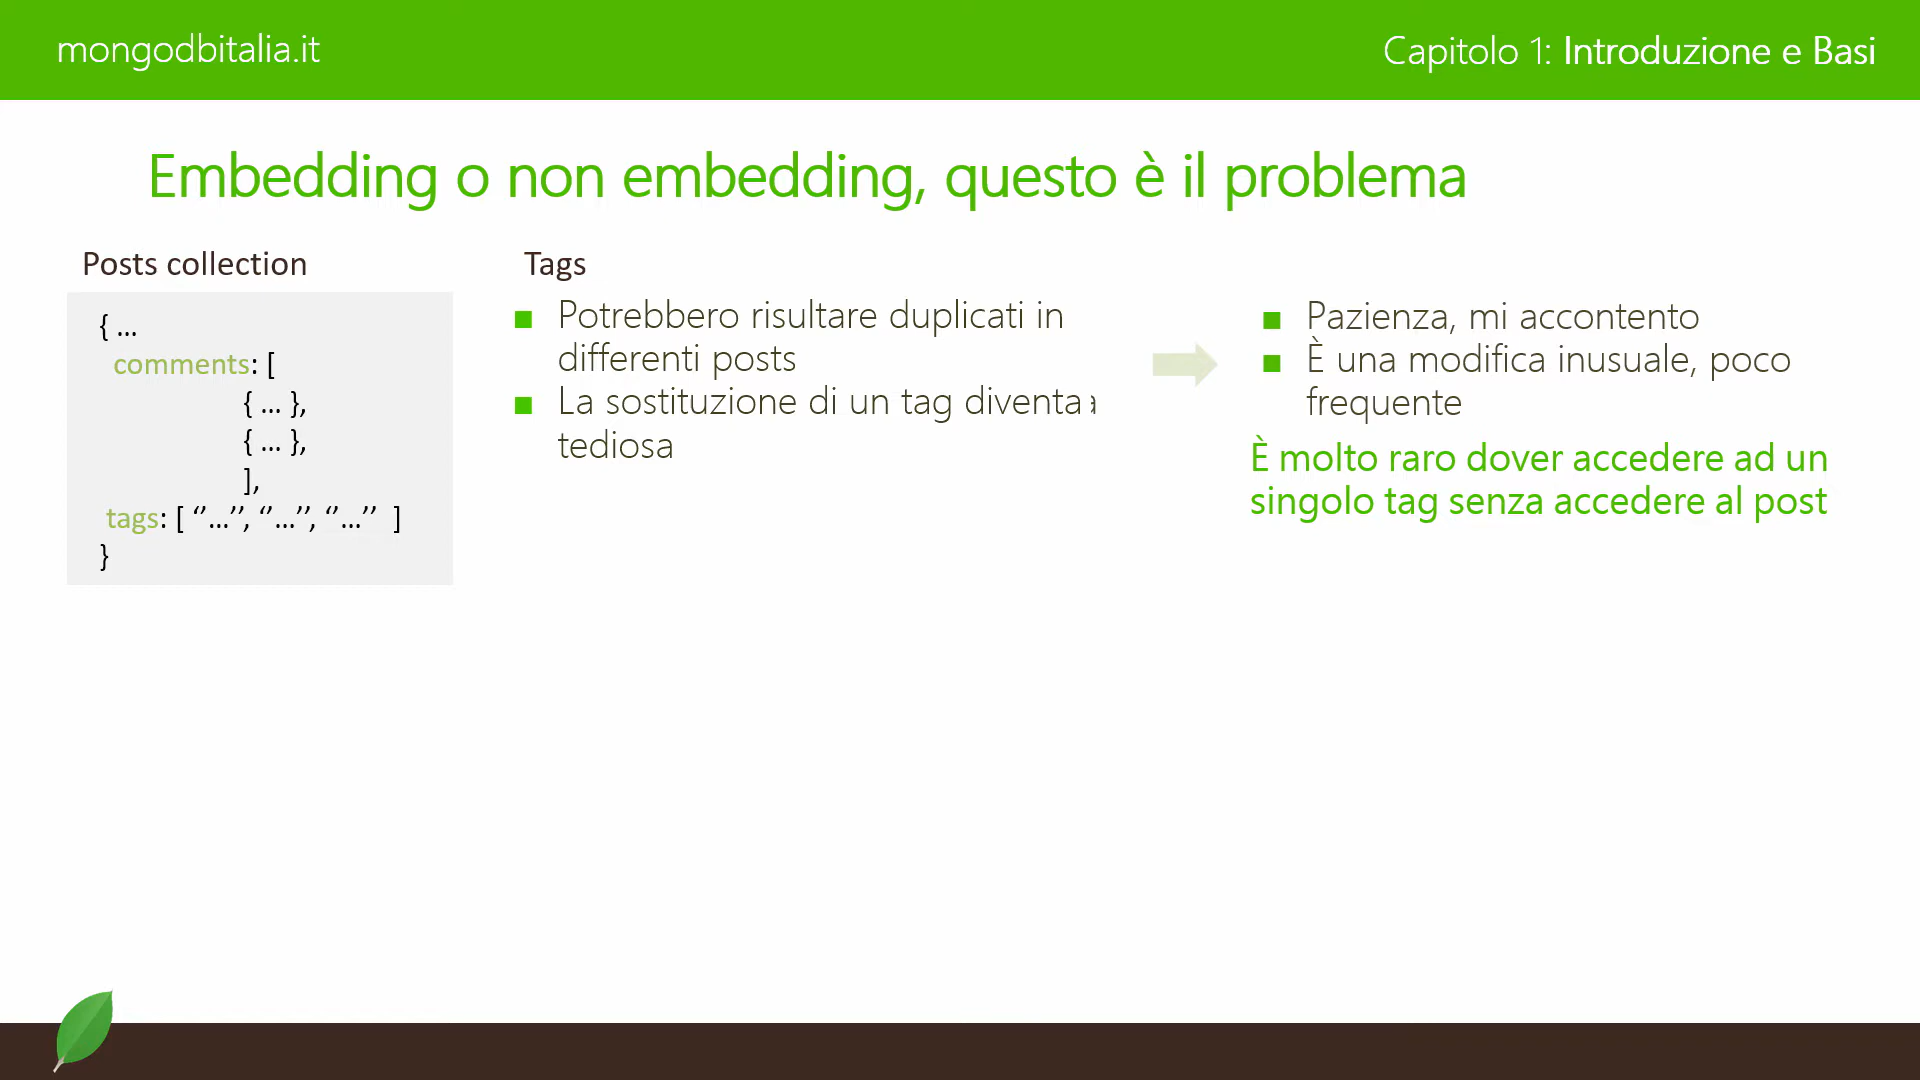 mongodbitalia.it
Capitolo 1: Introduzione e Basi
Embedding o non embedding, questo è il problema
Posts collection
{ ...
comments: [
{ ... },
{ ... },
],
tags: [ ‘’...’’, ‘’...’’, ‘’...’’ ]
}
Tags
■ Potrebbero risultare duplicati in
differenti posts
■ La sostituzione di un tag diventa
tediosa
■ Pazienza, mi accontento
■ È una modifica inusuale, poco
frequente
È molto raro dover accedere ad un
singolo tag senza accedere al post